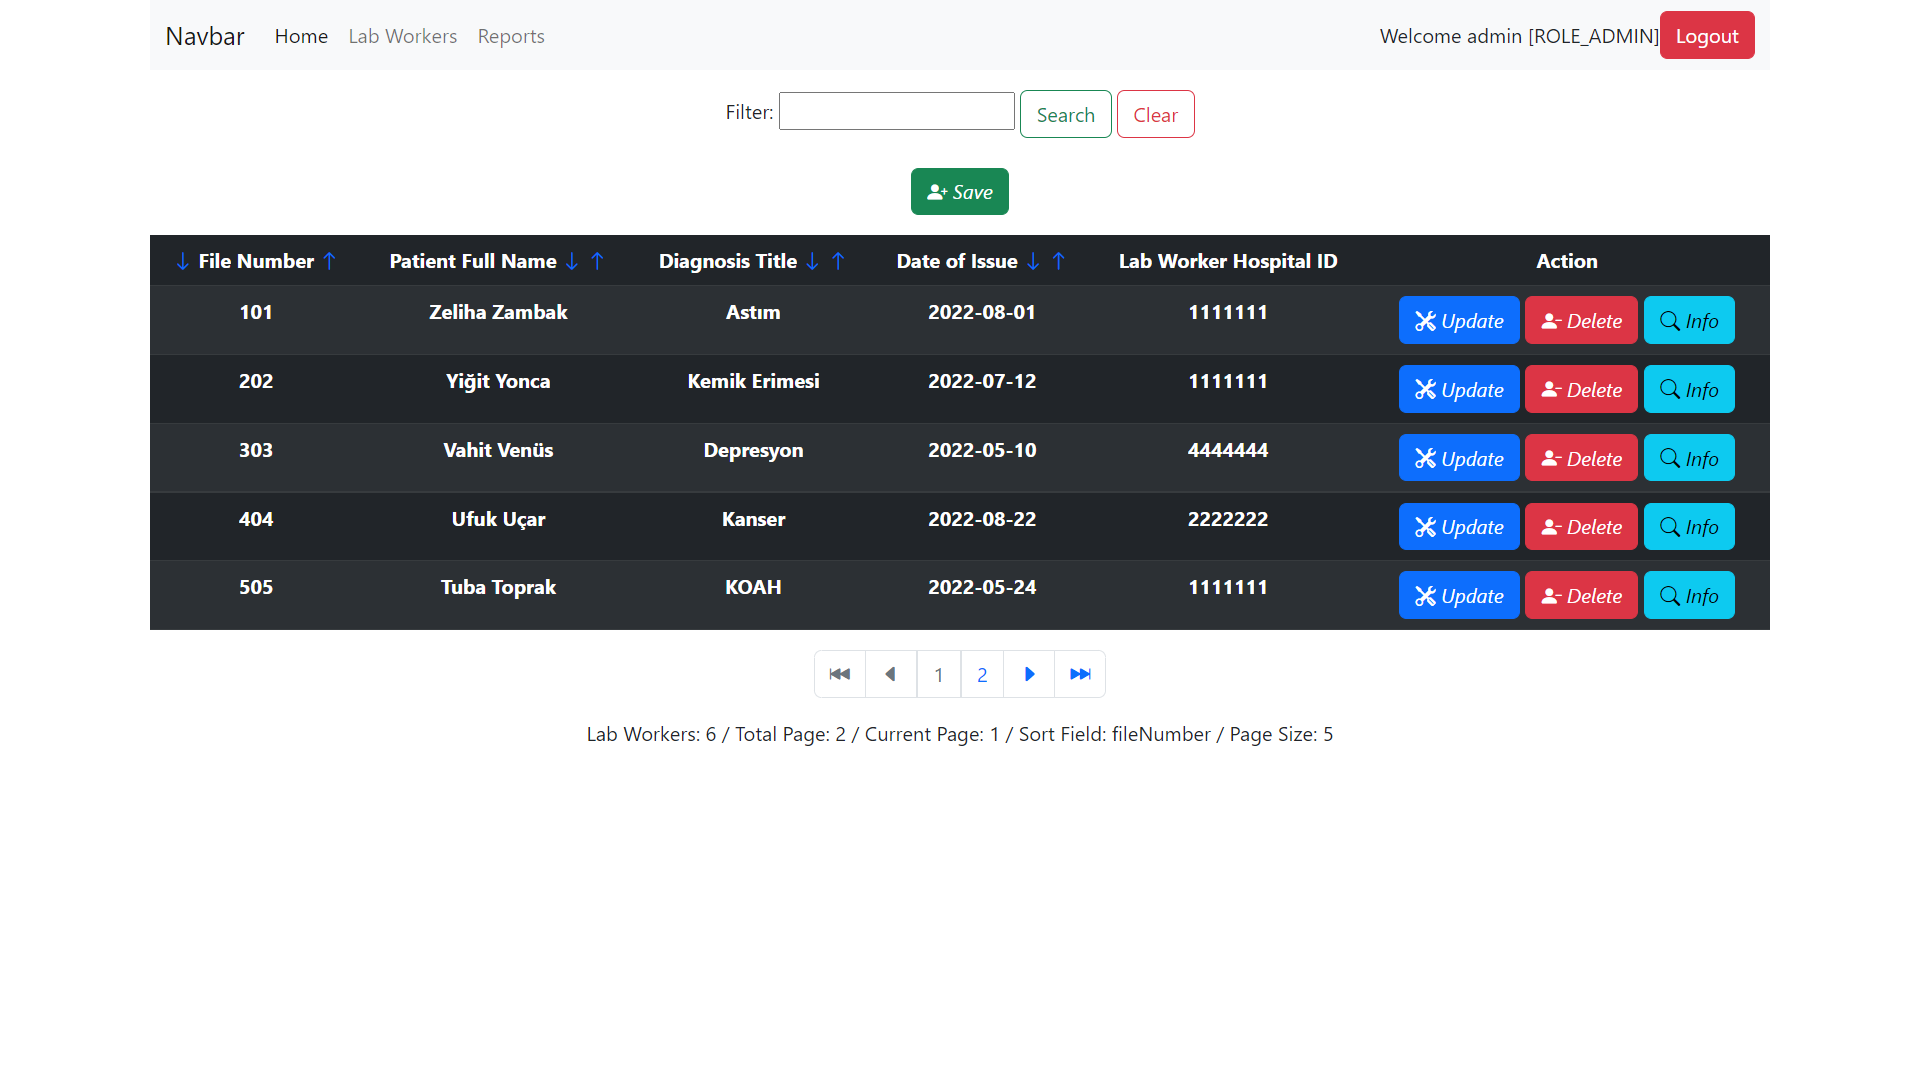 Navbar Home Lab Workers Reports Welcome admin [ROLE_ADMIN] Logout
Filter: Search Clear
Save
↓ File Number ↑ Patient Full Name ↓ ↑ Diagnosis Title ↓ ↑ Date of Issue ↓ ↑ Lab Worker Hospital ID Action
101 Zeliha Zambak Astım 2022-08-01 1111111 Update Delete Info
202 Yiğit Yonca Kemik Erimesi 2022-07-12 1111111 Update Delete Info
303 Vahit Venüs Depresyon 2022-05-10 4444444 Update Delete Info
404 Ufuk Uçar Kanser 2022-08-22 2222222 Update Delete Info
505 Tuba Toprak KOAH 2022-05-24 1111111 Update Delete Info
1 2
Lab Workers: 6 / Total Page: 2 / Current Page: 1 / Sort Field: fileNumber / Page Size: 5